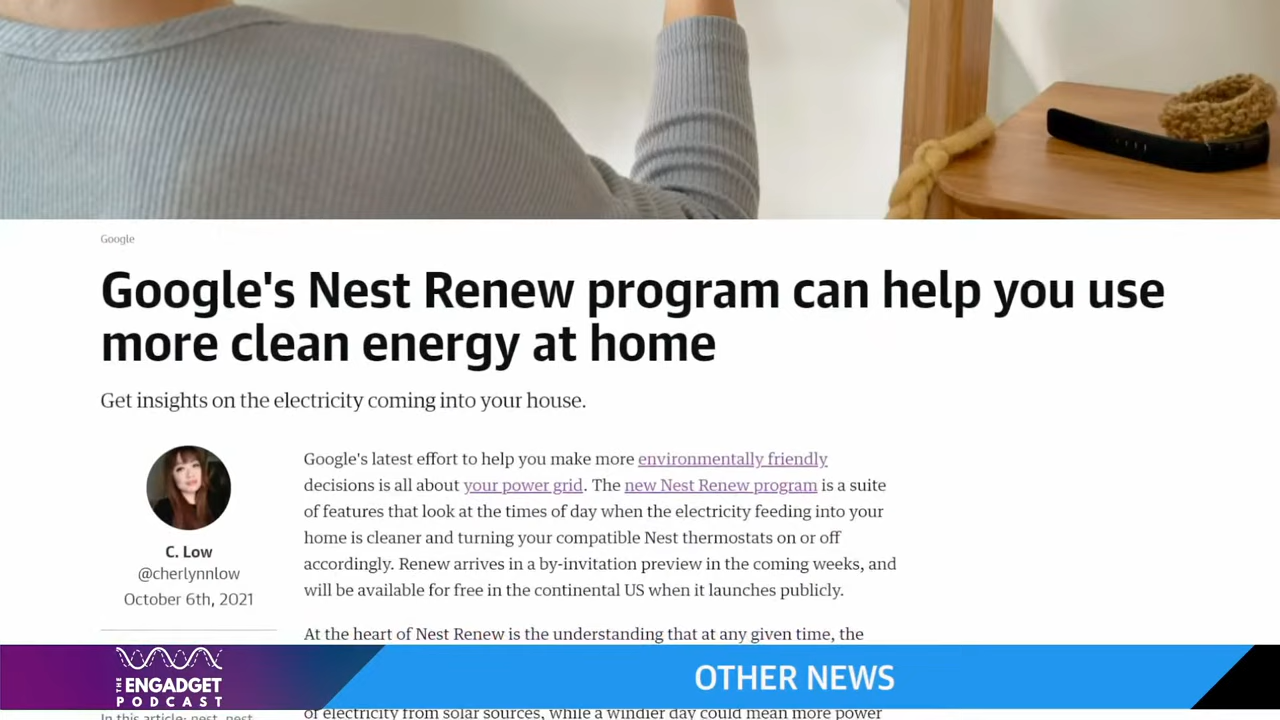 Google
Google's Nest Renew program can help you use
more clean energy at home
Get insights on the electricity coming into your house.
C. Low
@cherlynnlow
October 6th, 2021
Google's latest effort to help you make more environmentally friendly
decisions is all about your power grid. The new Nest Renew program is a suite
of features that look at the times of day when the electricity feeding into your
home is cleaner and turning your compatible Nest thermostats on or off
accordingly. Renew arrives in a by-invitation preview in the coming weeks, and
will be available for free in the continental US when it launches publicly.
At the heart of Nest Renew is the understanding that at any given time, the
THE
ENGADGET
PODCAST
OTHER NEWS
In this article: nest, nest
of electricity from solar sources, while a windier day could mean more power